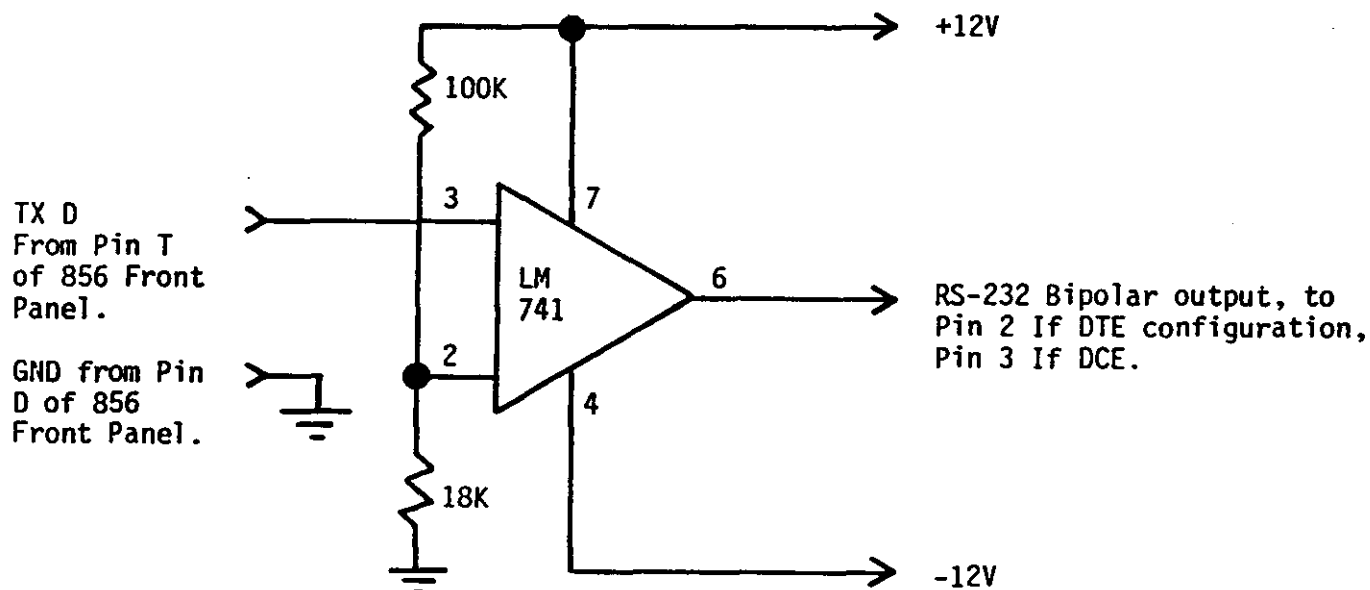 +12V
100K
3
7
TX D
From Pin T
of 856 Front
Panel.
LM
741
6
RS-232 Bipolar output, to
Pin 2 If DTE configuration,
Pin 3 If DCE.
2
GND from Pin
D of 856
Front Panel.
4
18K
-12V